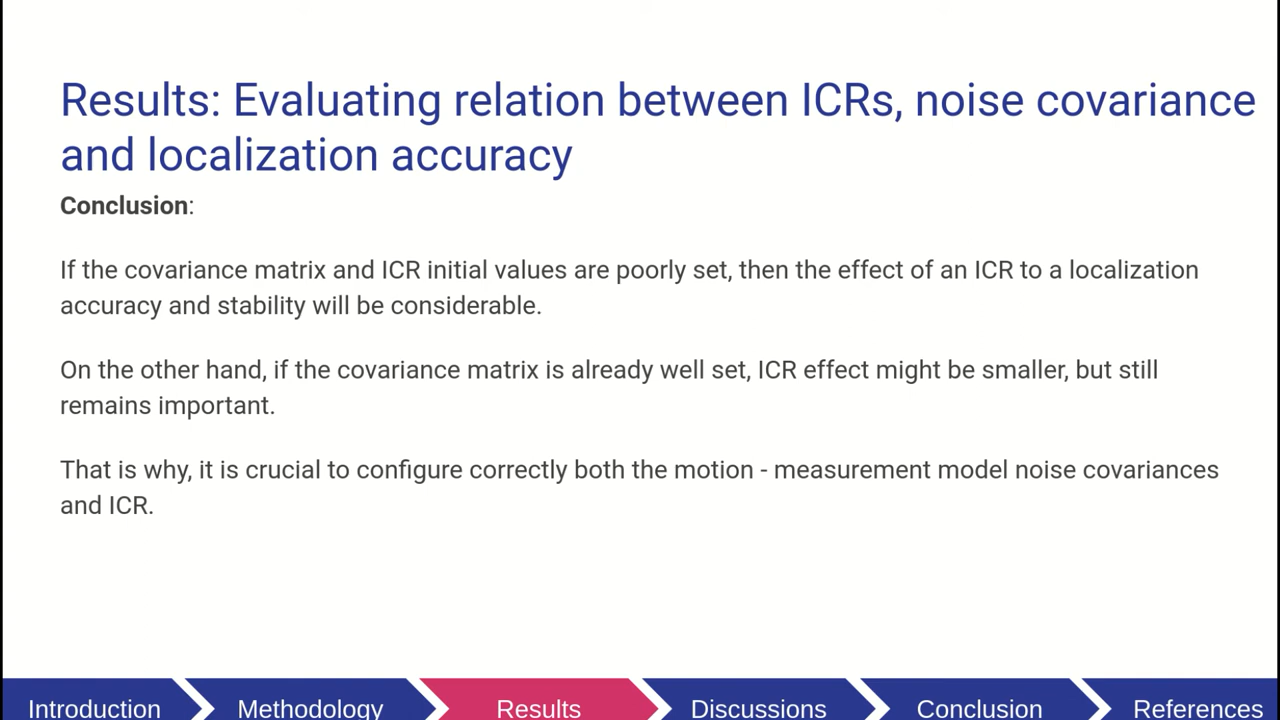 Results: Evaluating relation between ICRs, noise covariance
and localization accuracy
Conclusion:
If the covariance matrix and ICR initial values are poorly set, then the effect of an ICR to a localization
accuracy and stability will be considerable.
On the other hand, if the covariance matrix is already well set, ICR effect might be smaller, but still
remains important.
That is why, it is crucial to configure correctly both the motion - measurement model noise covariances
and ICR.
Introduction
Methodology
Results
Discussions
Conclusion
References